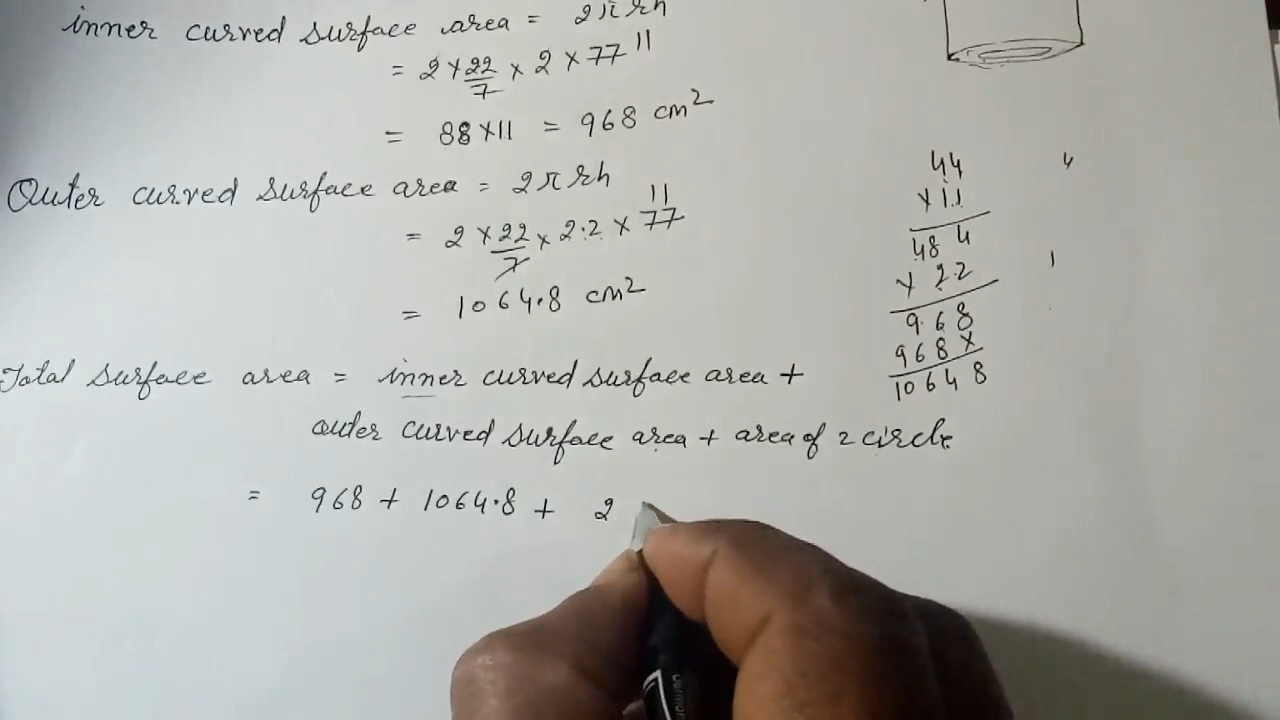 inner curved surface area = 2πrh
= 2 × 22/7 × 2 × 77 11
= 88 × 11 = 968 cm²
Outer curved surface area = 2πrh
= 2 × 22/7 × 2.2 × 77 11
= 1064.8 cm²
Total surface area = inner curved surface area +
outer curved surface area + area of 2 circle
= 968 + 1064.8 + 2
44
× 11
484
× 22
968
968×
10648